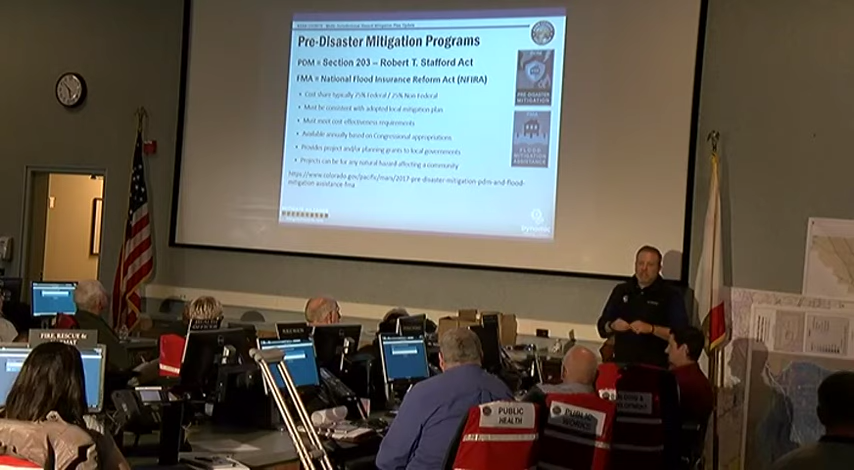 Pre-Disaster Mitigation Programs
PDM = Section 203 – Robert T. Stafford Act
FMA = National Flood Insurance Reform Act (NFIRA)
• Cost share typically 75% Federal / 25% Non-Federal
• Must be consistent with adopted local mitigation plan
• Must meet cost effectiveness requirements
• Available annually based on Congressional appropriations
• Provides project and/or planning grants to local governments
• Projects can be for any natural hazard affecting a community
https://www.colorado.gov/pacific/mars/2017-pre-disaster-mitigation-pdm-and-flood-
mitigation-assistance-fma
PRE-DISASTER
MITIGATION
FLOOD
MITIGATION
ASSISTANCE
Dynamic
FIRE, RESCUE &
PUBLIC
HEALTH
PUBLIC
WORKS